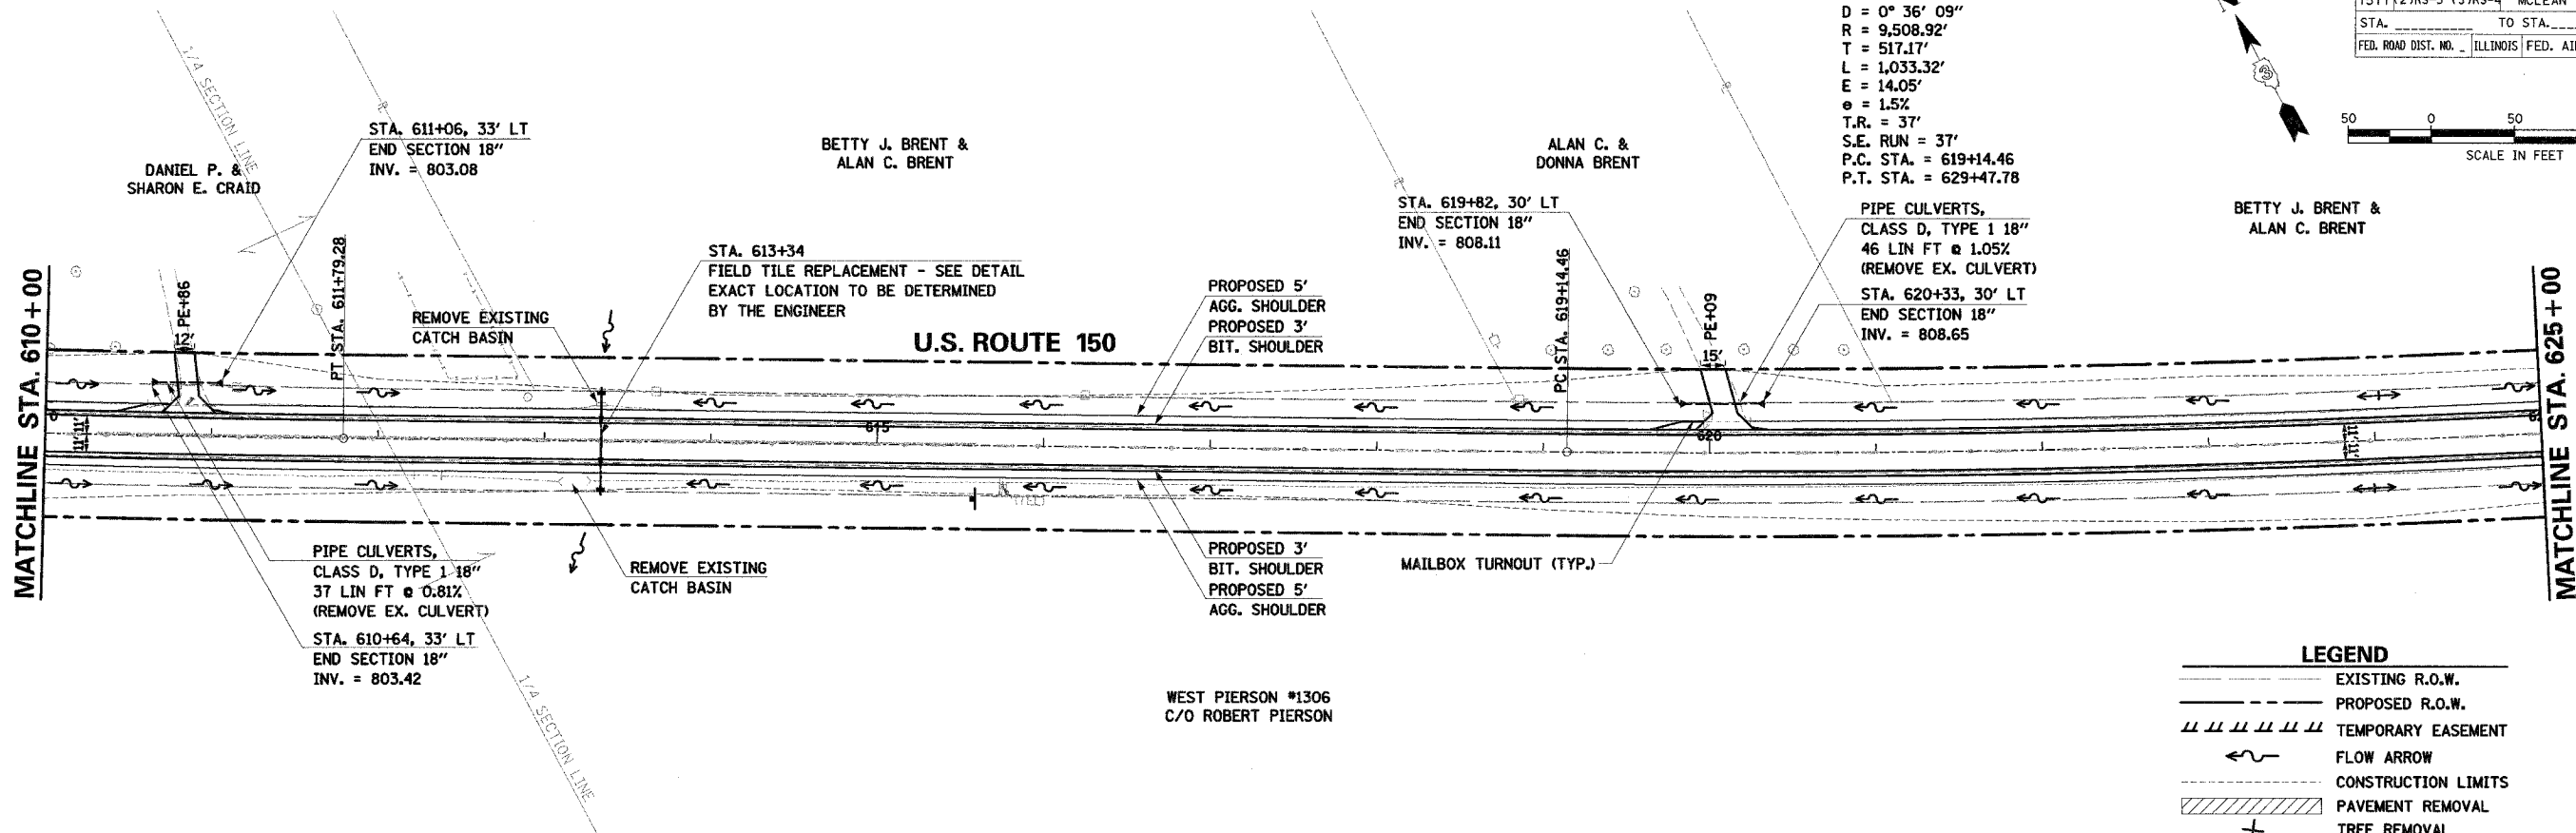 D = 0° 36' 09"
R = 9,508.92'
T = 517.17'
L = 1,033.32'
E = 14.05'
e = 1.5%
T.R. = 37'
S.E. RUN = 37'
P.C. STA. = 619+14.46
P.T. STA. = 629+47.78
MCLEAN
STA. __________ TO STA.
FED. ROAD DIST. NO. _ ILLINOIS FED.
3
50 0 50
SCALE IN FEET
1/4 SECTION LINE
DANIEL P. &
SHARON E. CRAID
STA. 611+06, 33' LT
END SECTION 18"
INV. = 803.08
BETTY J. BRENT &
ALAN C. BRENT
ALAN C. &
DONNA BRENT
BETTY J. BRENT &
ALAN C. BRENT
STA. 619+82, 30' LT
END SECTION 18"
INV. = 808.11
PIPE CULVERTS,
CLASS D, TYPE 1 18"
46 LIN FT @ 1.05%
(REMOVE EX. CULVERT)
STA. 620+33, 30' LT
END SECTION 18"
INV. = 808.65
STA. 613+34
FIELD TILE REPLACEMENT - SEE DETAIL
EXACT LOCATION TO BE DETERMINED
BY THE ENGINEER
REMOVE EXISTING
CATCH BASIN
PROPOSED 5'
AGG. SHOULDER
PROPOSED 3'
BIT. SHOULDER
U.S. ROUTE 150
MATCHLINE STA. 610+00
12'
PE+86
PT STA. 611+79.28
PC STA. 619+14.46
15'
PE+09
MATCHLINE STA. 625+00
11' 11'
615
620
11' 11'
PIPE CULVERTS,
CLASS D, TYPE 1 18"
37 LIN FT @ 0.81%
(REMOVE EX. CULVERT)
STA. 610+64, 33' LT
END SECTION 18"
INV. = 803.42
REMOVE EXISTING
CATCH BASIN
PROPOSED 3'
BIT. SHOULDER
PROPOSED 5'
AGG. SHOULDER
MAILBOX TURNOUT (TYP.)
1/4 SECTION LINE
WEST PIERSON #1306
C/O ROBERT PIERSON
LEGEND
EXISTING R.O.W.
PROPOSED R.O.W.
TEMPORARY EASEMENT
FLOW ARROW
CONSTRUCTION LIMITS
PAVEMENT REMOVAL
TREE REMOVAL